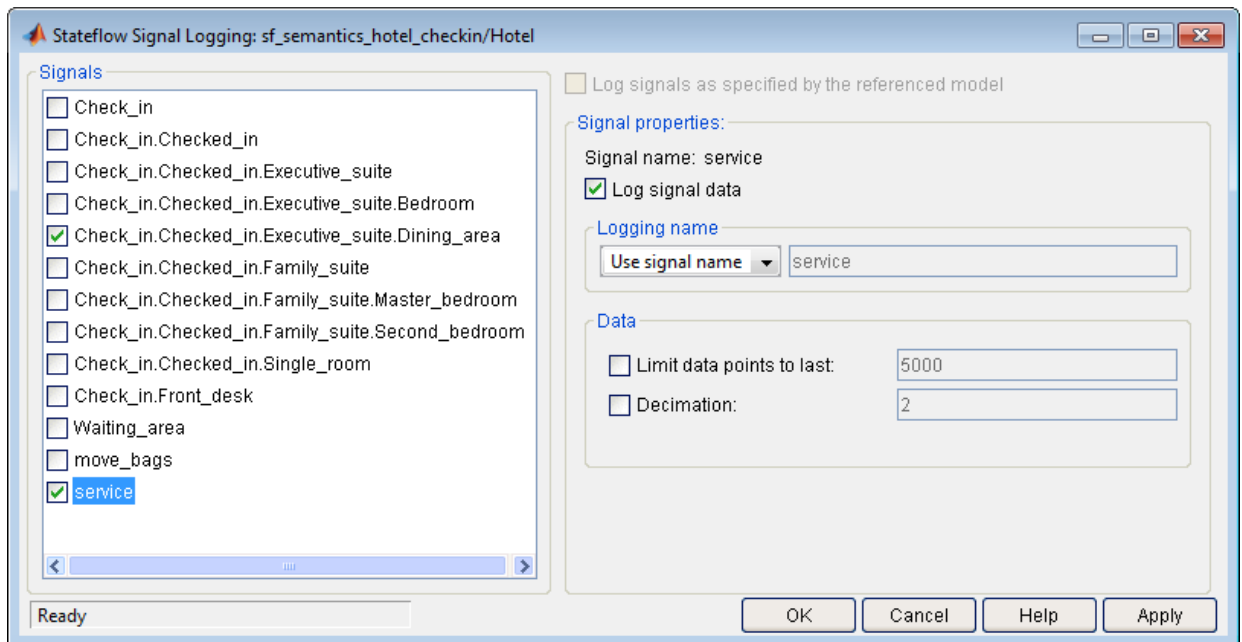 Stateflow Signal Logging: sf_semantics_hotel_checkin/Hotel
Signals
Check_in
Check_in.Checked_in
Check_in.Checked_in.Executive_suite
Check_in.Checked_in.Executive_suite.Bedroom
Check_in.Checked_in.Executive_suite.Dining_area
Check_in.Checked_in.Family_suite
Check_in.Checked_in.Family_suite.Master_bedroom
Check_in.Checked_in.Family_suite.Second_bedroom
Check_in.Checked_in.Single_room
Check_in.Front_desk
Waiting_area
move_bags
service
Log signals as specified by the referenced model
Signal properties:
Signal name: service
Log signal data
Logging name
Use signal name service
Data
Limit data points to last: 5000
Decimation: 2
Ready
OK Cancel Help Apply